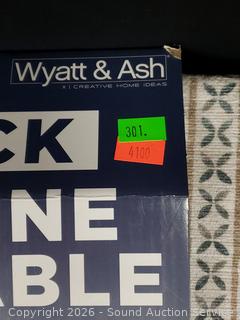 Wyatt & Ash
X | CREATIVE HOME IDEAS
301.
4100
CK
NE
ABLE
Copyright 2026 - Sound Auction Service